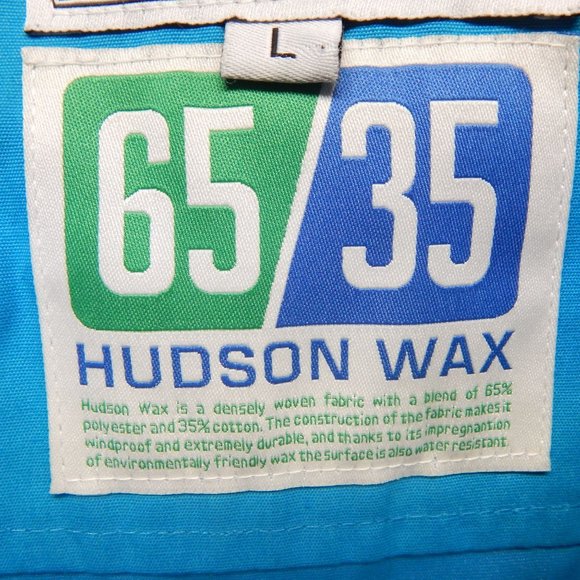 L
65/35
HUDSON WAX
Hudson Wax is a densely woven fabric with a blend of 65%
polyester and 35% cotton. The construction of the fabric makes it
windproof and extremely durable, and thanks to its impregnantion
of environmentally friendly wax the surface is also water resistant.